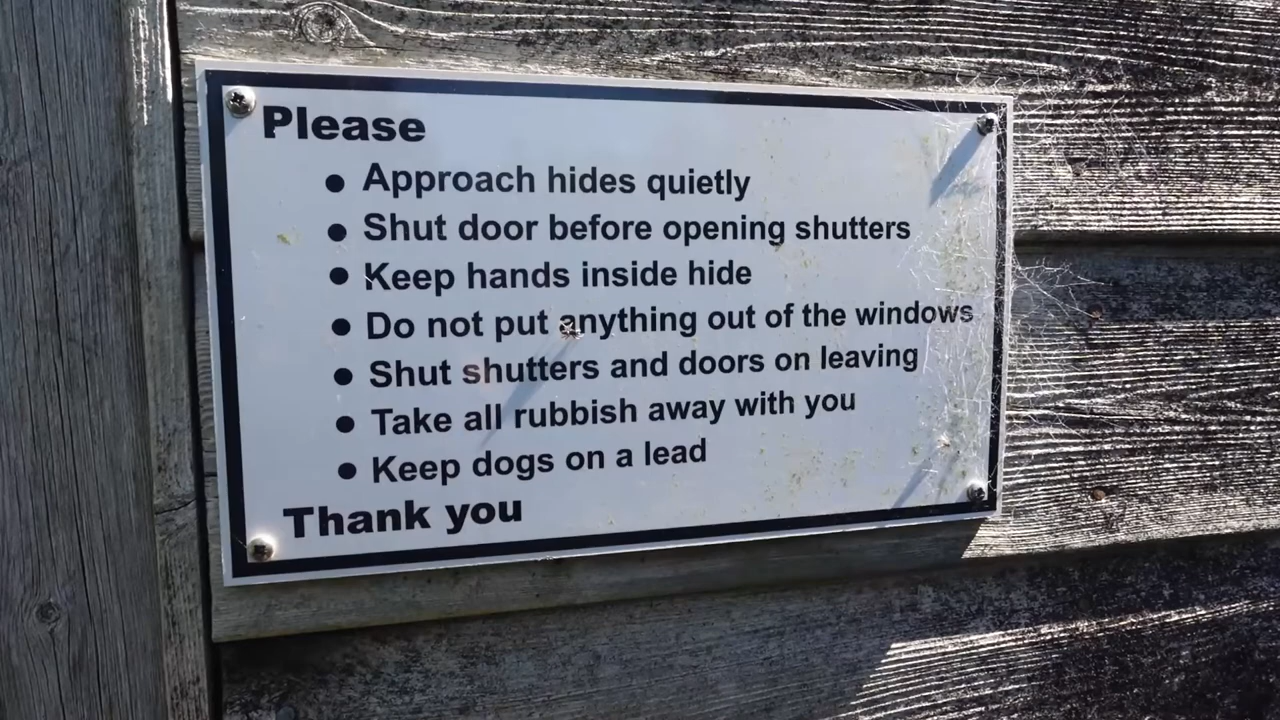 Please
• Approach hides quietly
• Shut door before opening shutters
• Keep hands inside hide
• Do not put anything out of the windows
• Shut shutters and doors on leaving
• Take all rubbish away with you
• Keep dogs on a lead
Thank you